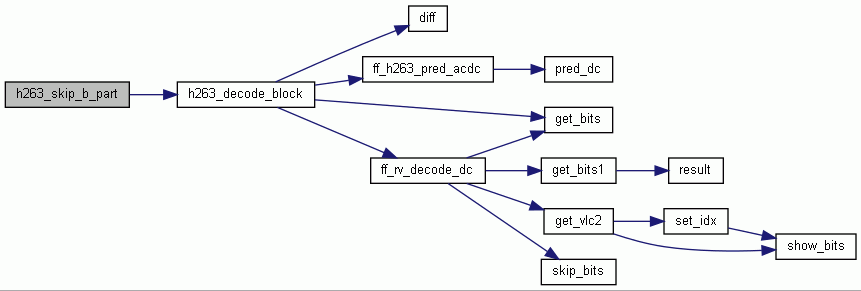 diff
ff_h263_pred_acdc
pred_dc
h263_skip_b_part
h263_decode_block
get_bits
ff_rv_decode_dc
get_bits1
result
get_vlc2
set_idx
show_bits
skip_bits